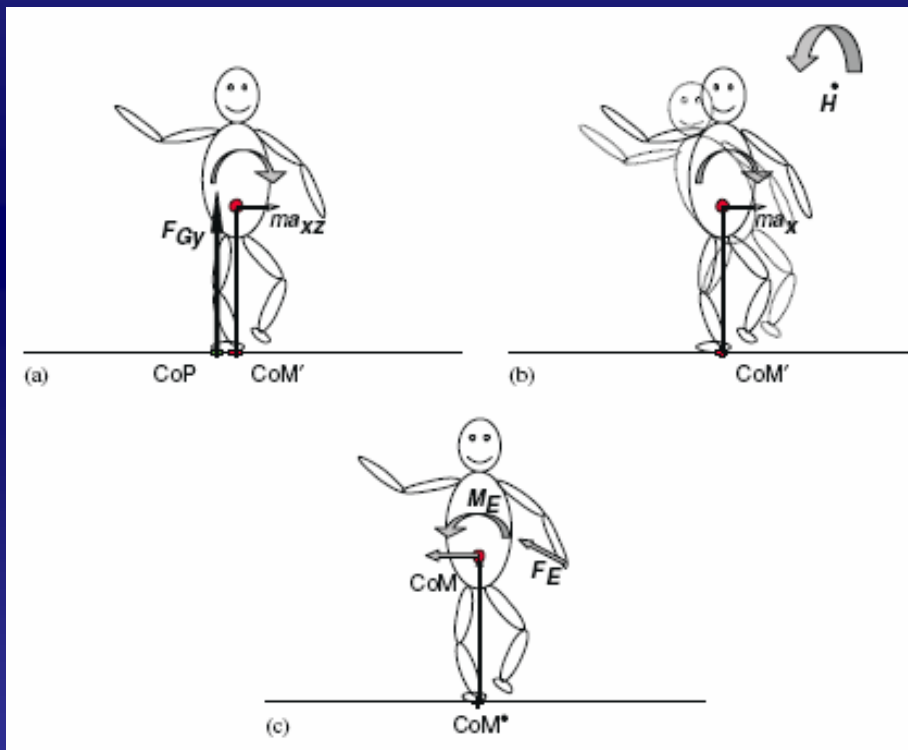 F_Gy
ma_xz
CoP
CoM′
(a)
Ḣ
ma_x
CoM′
(b)
M_E
F_E
CoM
CoM•
(c)